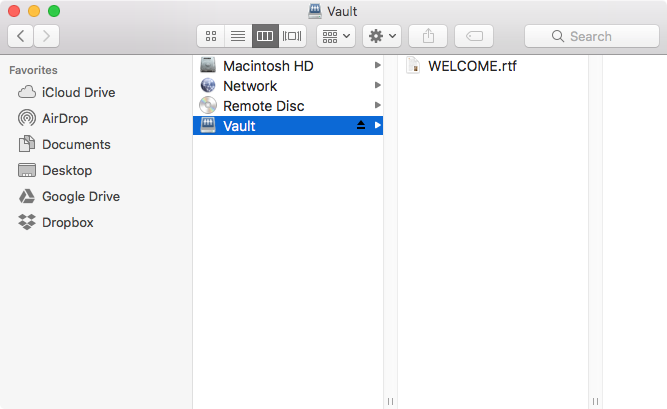 Vault
Search
Favorites
iCloud Drive
AirDrop
Documents
Desktop
Google Drive
Dropbox
Macintosh HD
Network
Remote Disc
Vault
WELCOME.rtf